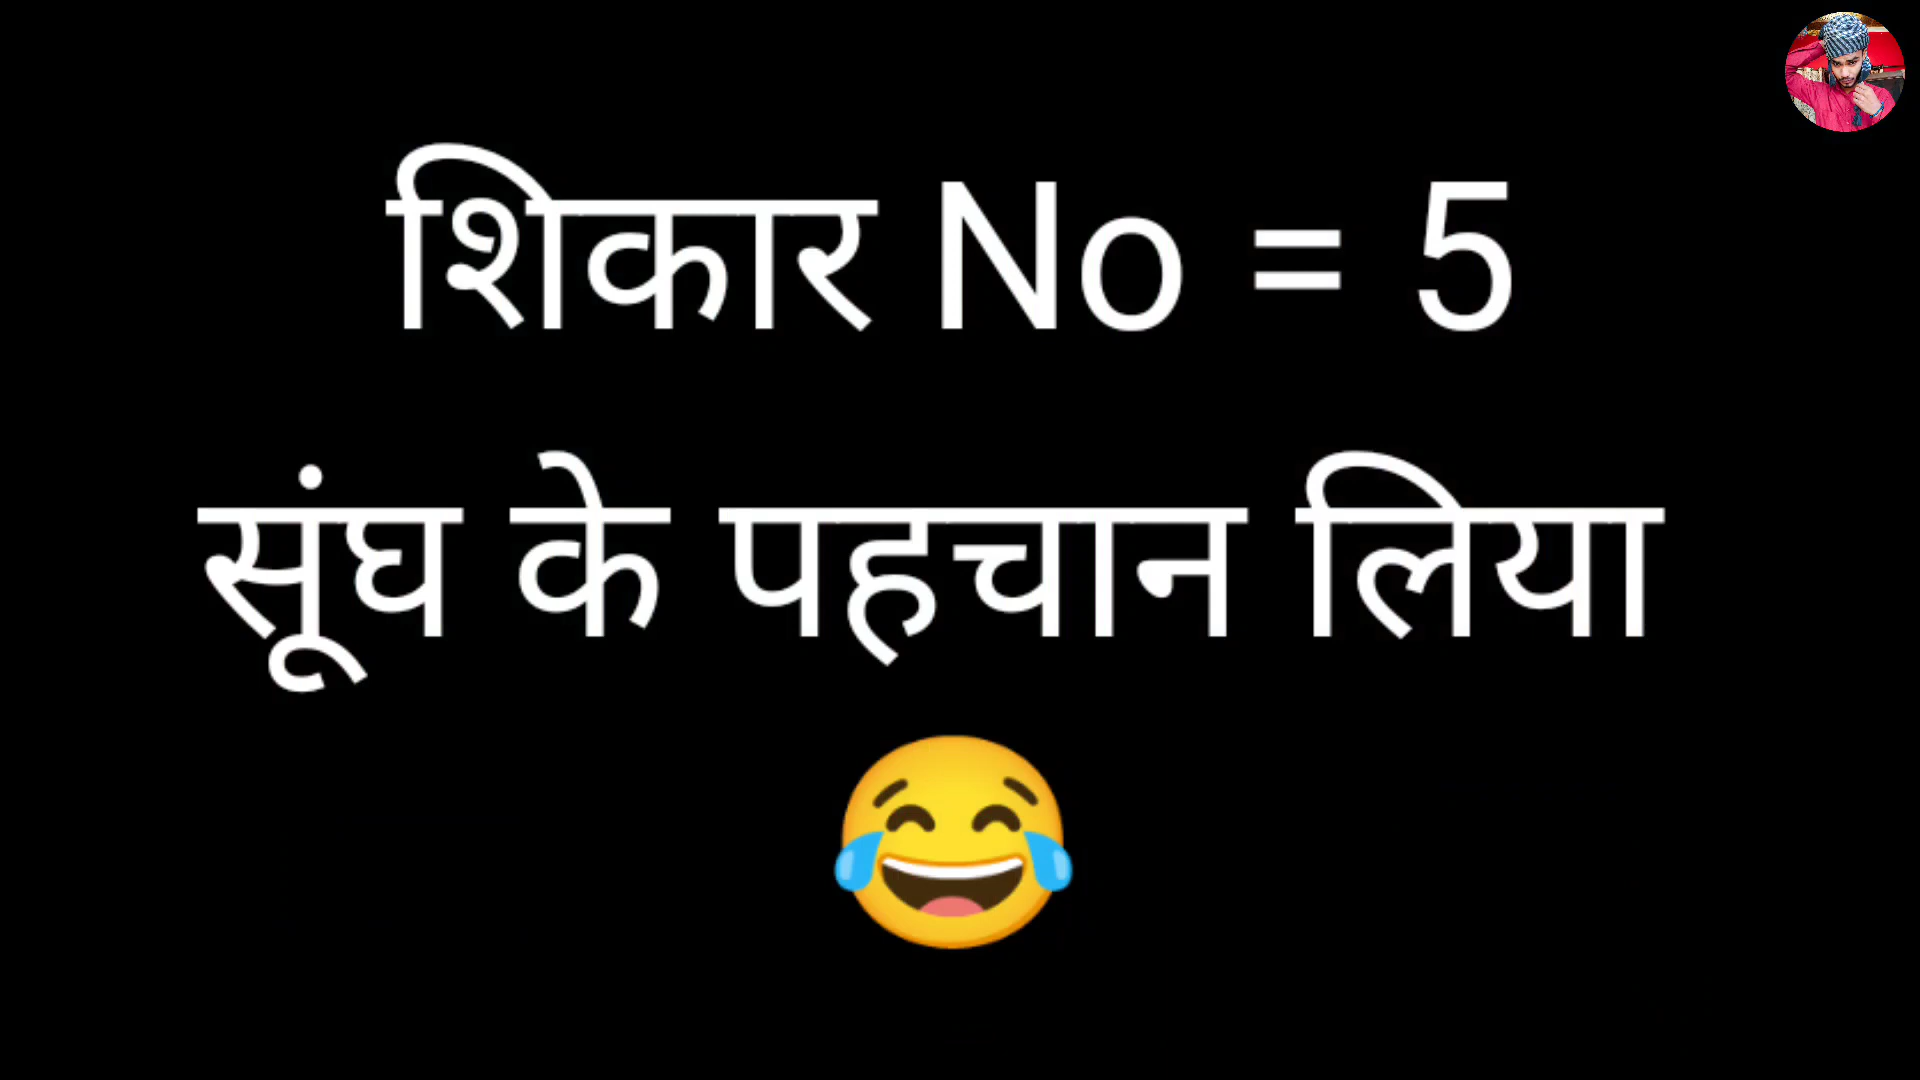 शिकार No = 5
सूंघ के पहचान लिया
😂